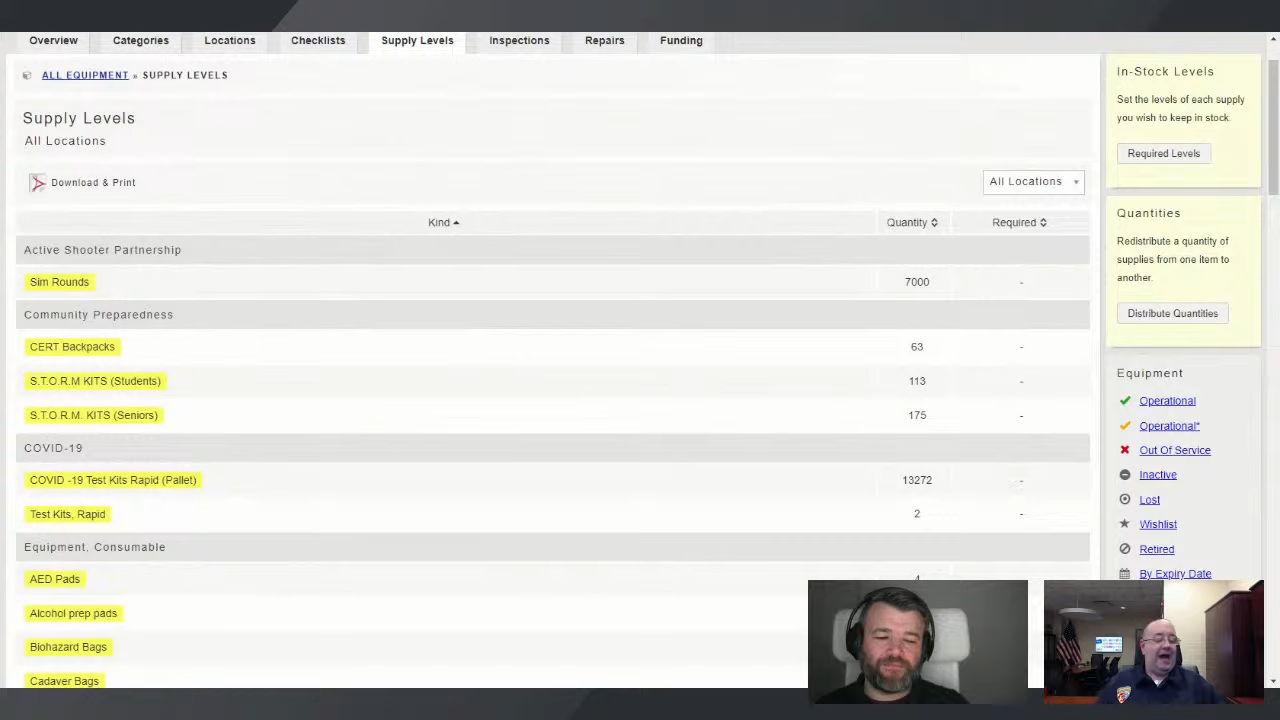 Overview Categories Locations Checklists Supply Levels Inspections Repairs Funding
ALL EQUIPMENT » SUPPLY LEVELS
Supply Levels
All Locations
Download & Print
All Locations
Kind Quantity Required
Active Shooter Partnership
Sim Rounds 7000 -
Community Preparedness
CERT Backpacks 63 -
S.T.O.R.M KITS (Students) 113 -
S.T.O.R.M. KITS (Seniors) 175 -
COVID-19
COVID -19 Test Kits Rapid (Pallet) 13272 -
Test Kits, Rapid 2 -
Equipment, Consumable
AED Pads 4
Alcohol prep pads
Biohazard Bags
Cadaver Bags
In-Stock Levels
Set the levels of each supply
you wish to keep in stock.
Required Levels
Quantities
Redistribute a quantity of
supplies from one item to
another.
Distribute Quantities
Equipment
Operational
Operational*
Out Of Service
Inactive
Lost
Wishlist
Retired
By Expiry Date